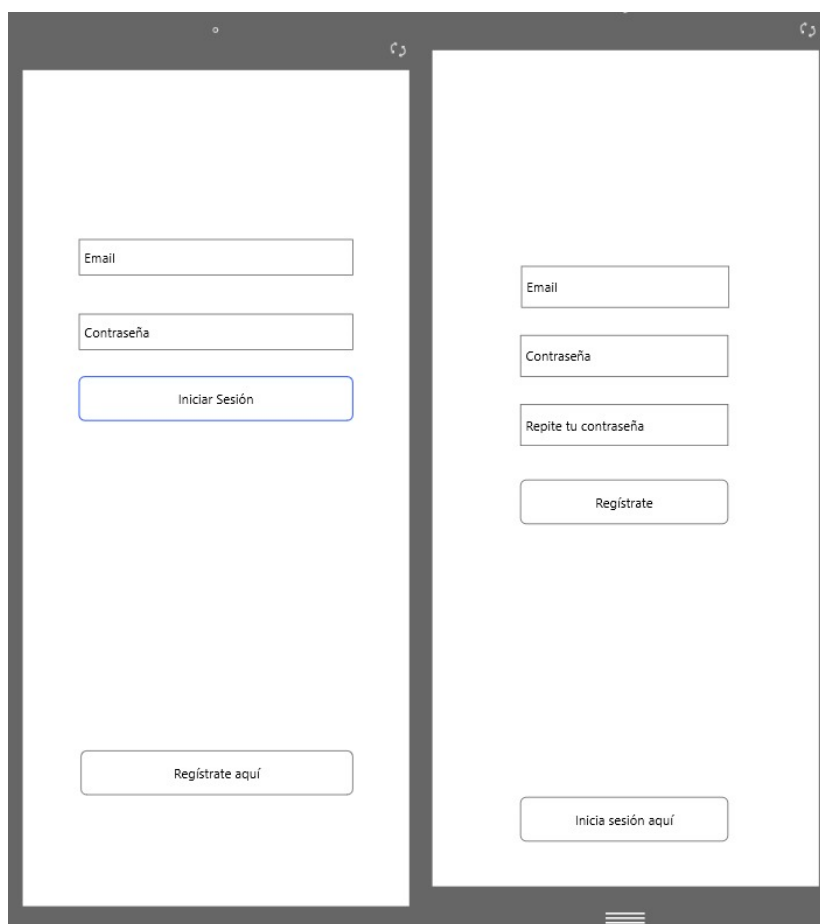 Email
Contraseña
Iniciar Sesión
Regístrate aquí
Email
Contraseña
Repite tu contraseña
Regístrate
Inicia sesión aquí